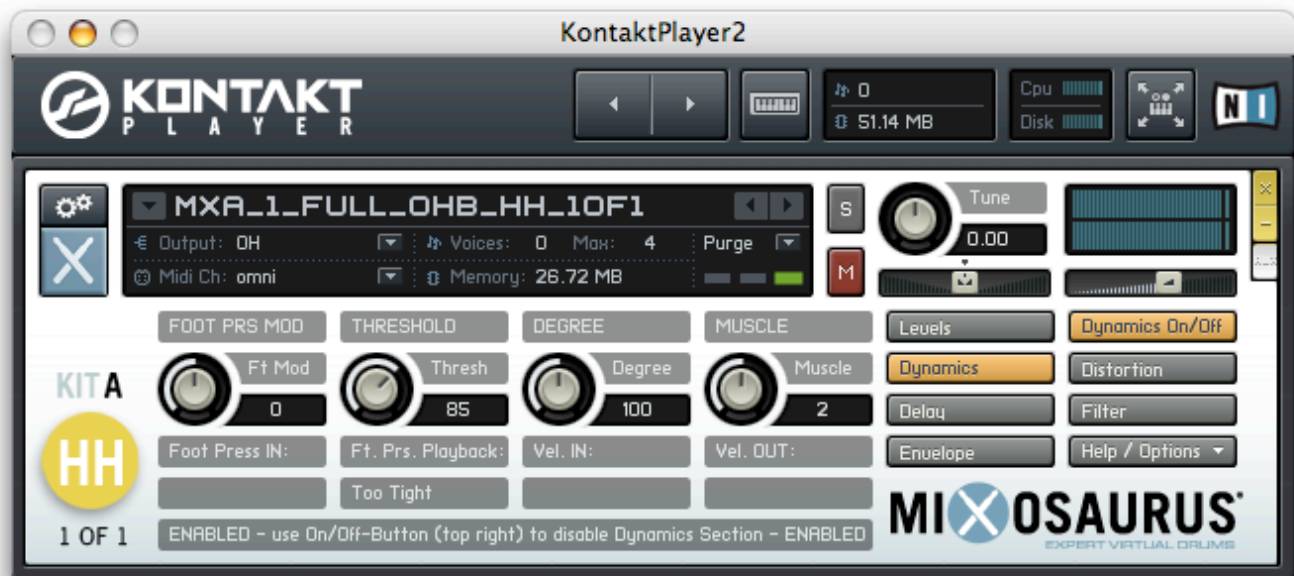 KontaktPlayer2
KONTAKT
PLAYER
0
51.14 MB
Cpu
Disk
NI
MXA_1_FULL_OHB_HH_1OF1
Output: OH
Voices: 0 Max: 4
Purge
Midi Ch: omni
Memory: 26.72 MB
S
M
Tune
0.00
FOOT PRS MOD
THRESHOLD
DEGREE
MUSCLE
Ft Mod
0
Thresh
85
Degree
100
Muscle
2
Foot Press IN:
Ft. Prs. Playback:
Vel. IN:
Vel. OUT:
Too Tight
ENABLED - use On/Off-Button (top right) to disable Dynamics Section - ENABLED
Levels
Dynamics On/Off
Dynamics
Distortion
Delay
Filter
Envelope
Help / Options
KIT A
HH
1 OF 1
MIXOSAURUS
EXPERT VIRTUAL DRUMS